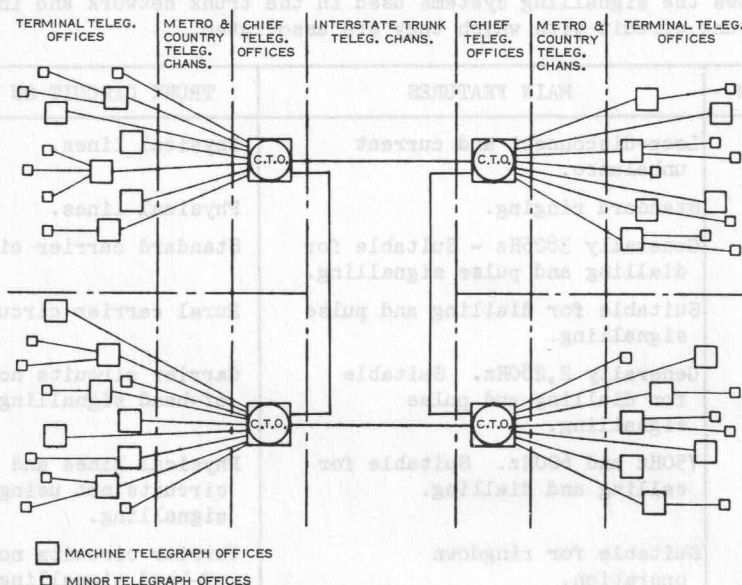 TERMINAL TELEG.
OFFICES
METRO &
COUNTRY
TELEG.
CHANS.
CHIEF
TELEG.
OFFICES
INTERSTATE TRUNK
TELEG. CHANS.
CHIEF
TELEG.
OFFICES
METRO &
COUNTRY
TELEG.
CHANS.
TERMINAL TELEG.
OFFICES
C.T.O.
C.T.O.
C.T.O.
C.T.O.
MACHINE TELEGRAPH OFFICES
MINOR TELEGRAPH OFFICES